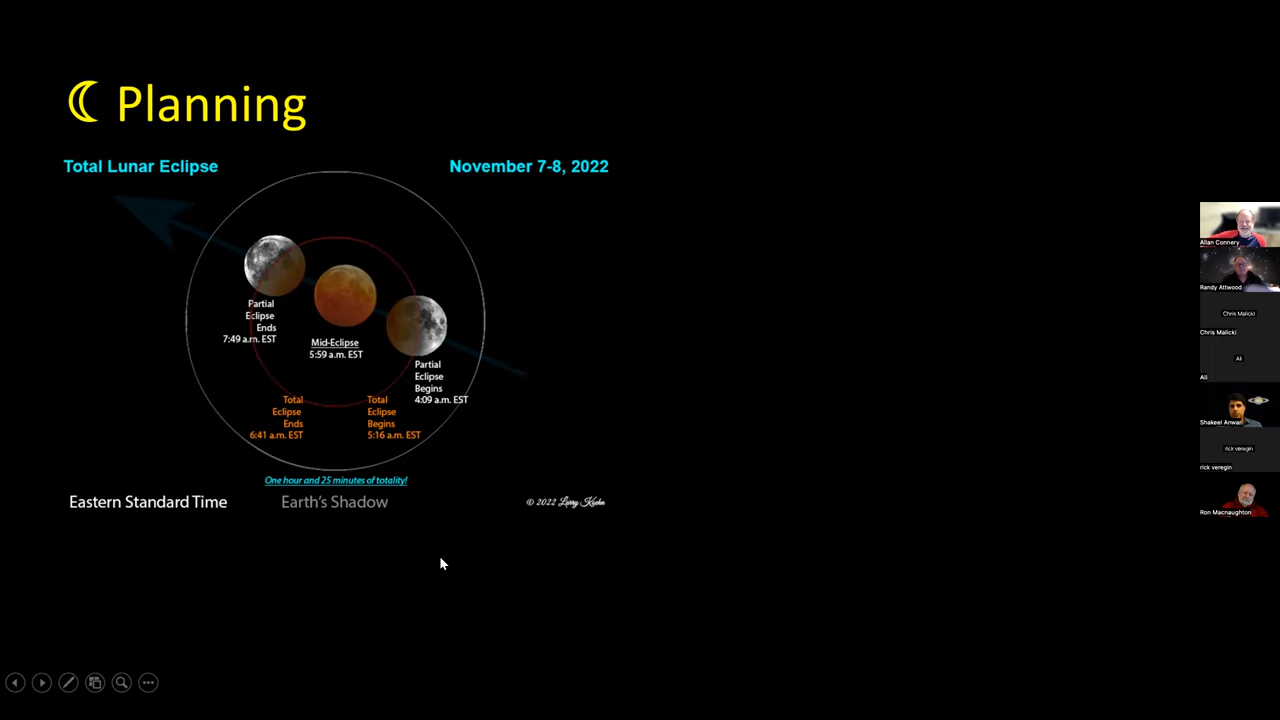 Planning
Total Lunar Eclipse
November 7-8, 2022
Partial
Eclipse
Ends
7:49 a.m. EST
Mid-Eclipse
5:59 a.m. EST
Partial
Eclipse
Begins
4:09 a.m. EST
Total
Eclipse
Ends
6:41 a.m. EST
Total
Eclipse
Begins
5:16 a.m. EST
One hour and 25 minutes of totality!
Eastern Standard Time
Earth's Shadow
© 2022 Larry Koehn
Allan Connery
Randy Attwood
Chris Malicki
Chris Malicki
Ali
Ali
Shakeel Anwar
rick veregin
rick veregin
Ron Macnaughton